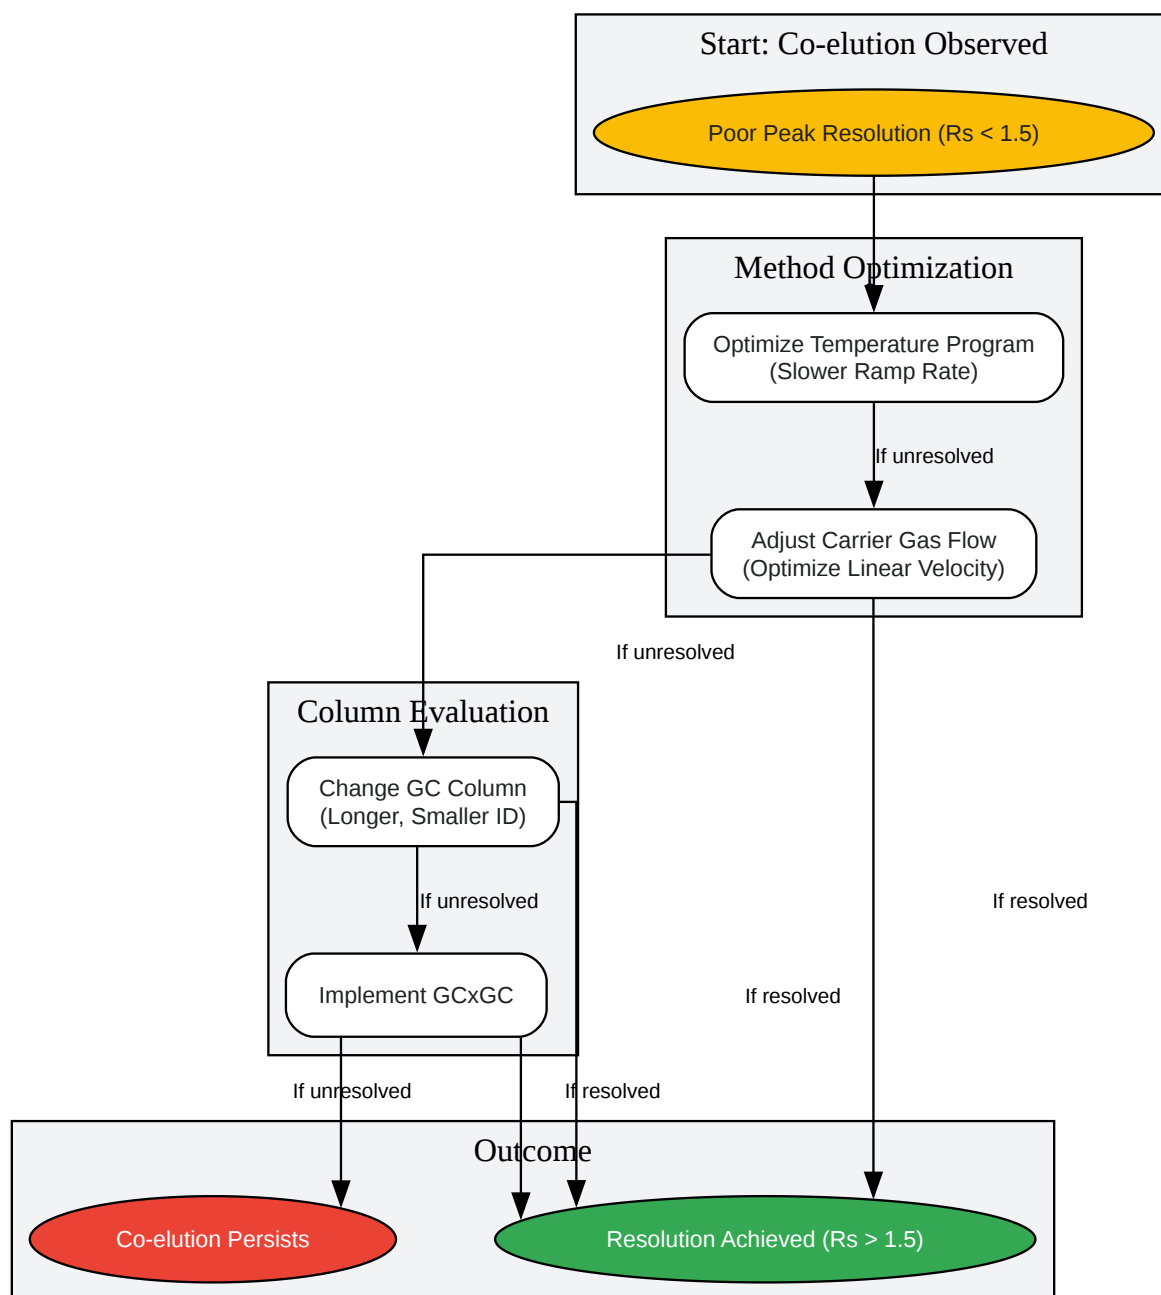 Start: Co-elution Observed
Poor Peak Resolution (Rs < 1.5)
Method Optimization
Optimize Temperature Program
(Slower Ramp Rate)
If unresolved
Adjust Carrier Gas Flow
(Optimize Linear Velocity)
If unresolved
Column Evaluation
Change GC Column
(Longer, Smaller ID)
If unresolved
If resolved
Implement GCxGC
If resolved
If unresolved
If resolved
Outcome
Co-elution Persists
Resolution Achieved (Rs > 1.5)